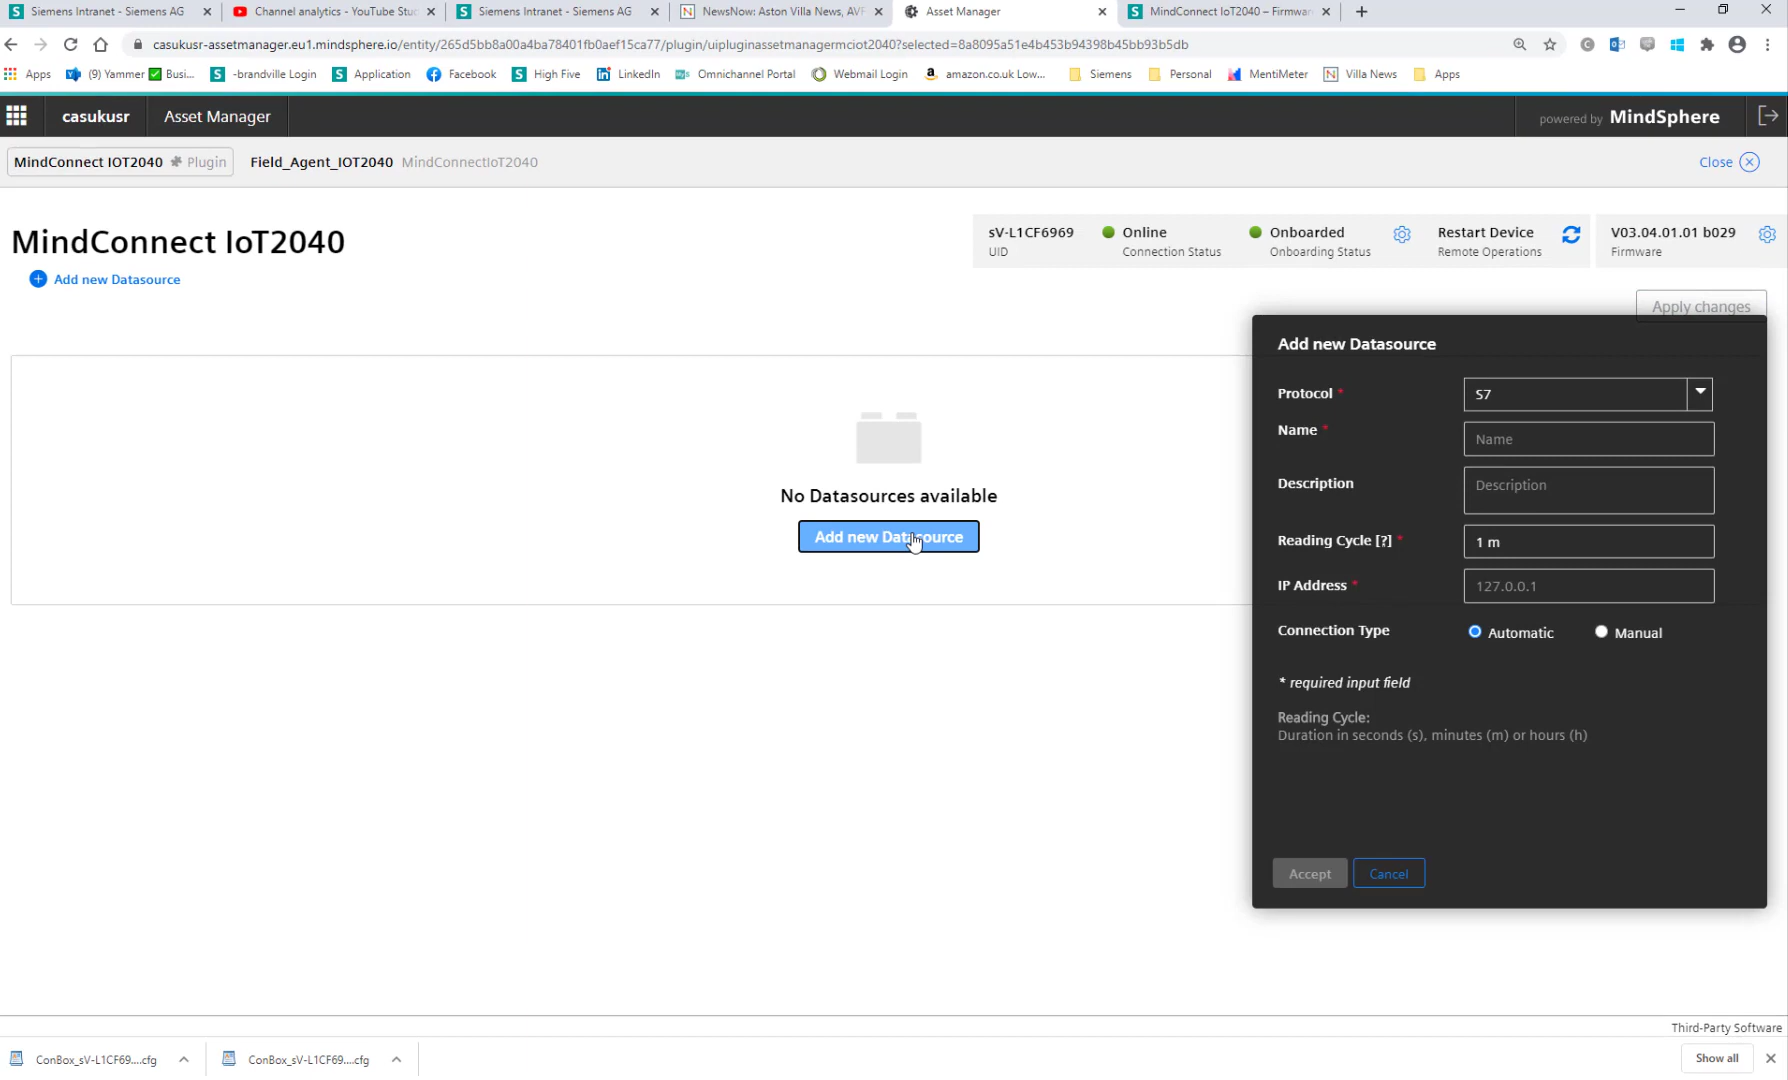 Siemens Intranet - Siemens AG
Channel analytics - YouTube Stu
Siemens Intranet - Siemens AG
NewsNow: Aston Villa News, AVF
Asset Manager
MindConnect IoT2040 – Firmwar
casukusr-assetmanager.eu1.mindsphere.io/entity/265d5bb8a00a4ba78401fb0aef15ca77/plugin/uipluginassetmanagermciot2040?selected=8a8095a51e4b453b94398b45bb93b5db
Apps
(9) Yammer
Busi...
-brandville Login
Application
Facebook
High Five
LinkedIn
Omnichannel Portal
Webmail Login
amazon.co.uk Low...
Siemens
Personal
MentiMeter
Villa News
Apps
casukusr
Asset Manager
powered by MindSphere
MindConnect IOT2040 Plugin
Field_Agent_IOT2040 MindConnectIoT2040
Close
MindConnect IoT2040
Add new Datasource
sV-L1CF6969
UID
Online
Connection Status
Onboarded
Onboarding Status
Restart Device
Remote Operations
V03.04.01.01 b029
Firmware
Apply changes
No Datasources available
Add new Datasource
Add new Datasource
Protocol *
S7
Name *
Name
Description
Description
Reading Cycle [?] *
1 m
IP Address *
127.0.0.1
Connection Type
Automatic
Manual
* required input field
Reading Cycle:
Duration in seconds (s), minutes (m) or hours (h)
Accept
Cancel
Third-Party Software
ConBox_sV-L1CF69....cfg
ConBox_sV-L1CF69....cfg
Show all